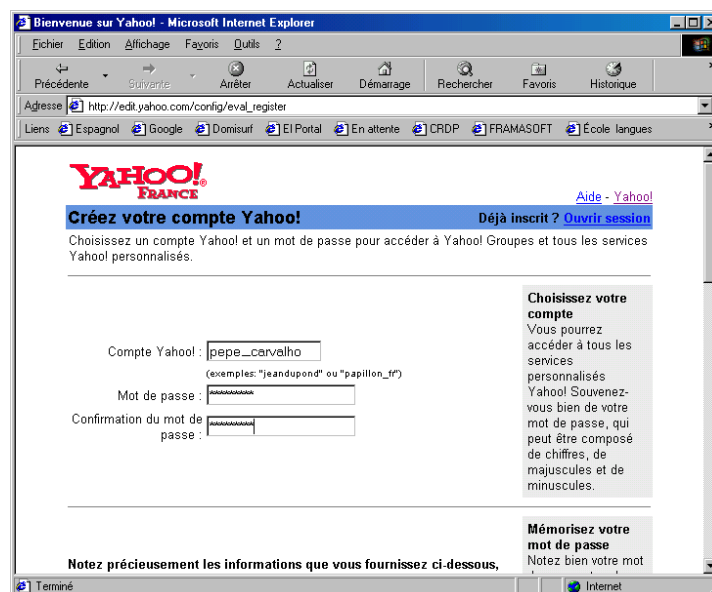 Bienvenue sur Yahoo! - Microsoft Internet Explorer
Fichier Edition Affichage Favoris Outils ?
Précédente Suivante Arrêter Actualiser Démarrage Rechercher Favoris Historique
Adresse http://edit.yahoo.com/config/eval_register
Liens Espagnol Google Domisurf El Portal En attente CRDP FRAMASOFT École langues
YAHOO!
FRANCE
Aide - Yahoo!
Créez votre compte Yahoo! Déjà inscrit ? Ouvrir session
Choisissez un compte Yahoo! et un mot de passe pour accéder à Yahoo! Groupes et tous les services
Yahoo! personnalisés.
Compte Yahoo! : pepe_carvalho
(exemples: "jeandupond" ou "papillon_fr")
Mot de passe : *********
Confirmation du mot de
passe : *********
Choisissez votre
compte
Vous pourrez
accéder à tous les
services
personnalisés
Yahoo! Souvenez-
vous bien de votre
mot de passe, qui
peut être composé
de chiffres, de
majuscules et de
minuscules.
Notez précieusement les informations que vous fournissez ci-dessous,
Mémorisez votre
mot de passe
Notez bien votre mot
Terminé Internet